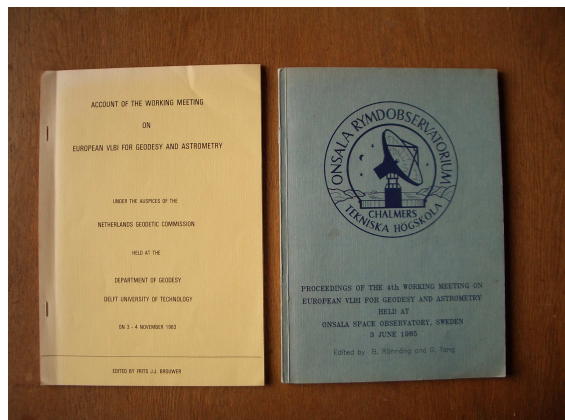 ACCOUNT OF THE WORKING MEETING
ON
EUROPEAN VLBI FOR GEODESY AND ASTROMETRY
UNDER THE AUSPICES OF THE
NETHERLANDS GEODETIC COMMISSION
HELD AT THE
DEPARTMENT OF GEODESY
DELFT UNIVERSITY OF TECHNOLOGY
ON 3 - 4 NOVEMBER 1983
EDITED BY FRITS J.J. BROUWER
ONSALA RYMDOBSERVATORIUM
CHALMERS
TEKNISKA HÖGSKOLA
PROCEEDINGS OF THE 4th WORKING MEETING ON
EUROPEAN VLBI FOR GEODESY AND ASTROMETRY
HELD AT
ONSALA SPACE OBSERVATORY, SWEDEN
3 JUNE 1985
Edited by B. Rönnäng and G. Tang